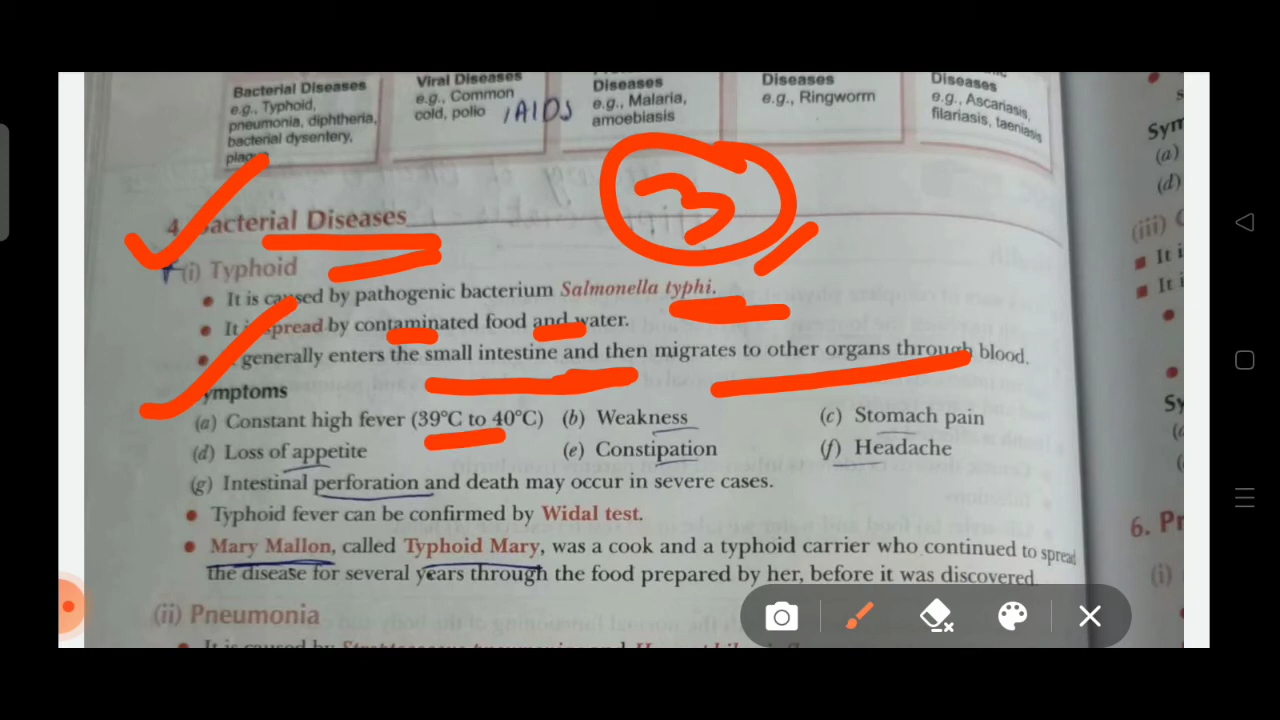 Bacterial Diseases
e.g., Typhoid,
pneumonia, diphtheria,
bacterial dysentery,
Viral Diseases
e.g., Common
cold, polio , AIDS
Diseases
e.g., Malaria,
amoebiasis
Diseases
e.g., Ringworm
Diseases
e.g., Ascariasis,
filariasis, taeniasis
3
4. Bacterial Diseases
(i) Typhoid
• It is caused by pathogenic bacterium Salmonella typhi.
• It is spread by contaminated food and water.
• generally enters the small intestine and then migrates to other organs through blood.
ymptoms
(a) Constant high fever (39°C to 40°C) (b) Weakness (c) Stomach pain
(d) Loss of appetite (e) Constipation (f) Headache
(g) Intestinal perforation and death may occur in severe cases.
• Typhoid fever can be confirmed by Widal test.
• Mary Mallon, called Typhoid Mary, was a cook and a typhoid carrier who continued to spread
the disease for several years through the food prepared by her, before it was discovered
(ii) Pneumonia
Sym
(a)
(d)
(iii)
■ It i
■ It i
Sy
(a
6. Pr
(i)